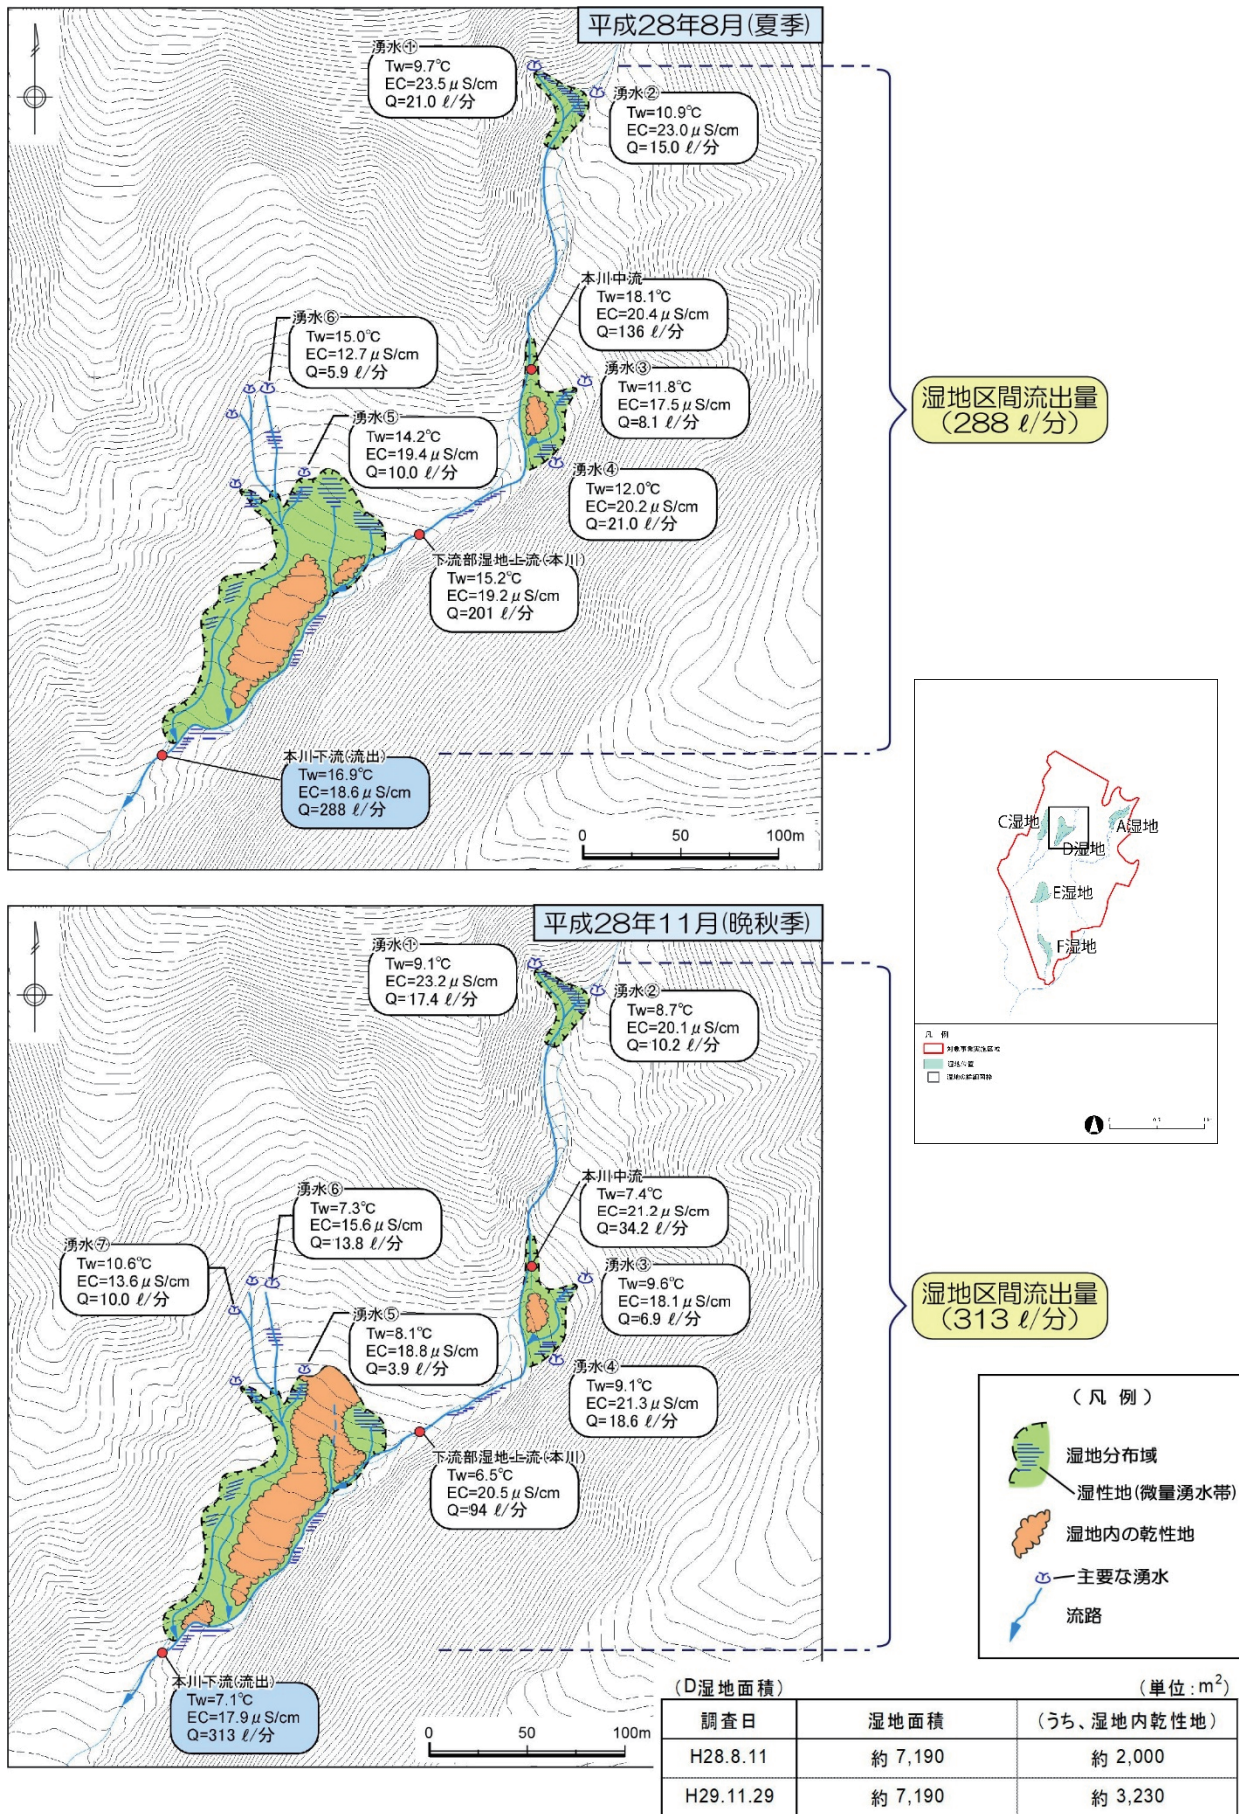 平成28年8月(夏季)
湧水①
Tw=9.7℃
EC=23.5μS/cm
Q=21.0 ℓ/分
湧水②
Tw=10.9℃
EC=23.0μS/cm
Q=15.0 ℓ/分
本川中流
Tw=18.1℃
EC=20.4μS/cm
Q=136 ℓ/分
湧水⑥
Tw=15.0℃
EC=12.7μS/cm
Q=5.9 ℓ/分
湧水③
Tw=11.8℃
EC=17.5μS/cm
Q=8.1 ℓ/分
湧水⑤
Tw=14.2℃
EC=19.4μS/cm
Q=10.0 ℓ/分
湧水④
Tw=12.0℃
EC=20.2μS/cm
Q=21.0 ℓ/分
下流部湿地上流(本川)
Tw=15.2℃
EC=19.2μS/cm
Q=201 ℓ/分
本川下流(流出)
Tw=16.9℃
EC=18.6μS/cm
Q=288 ℓ/分
0 50 100m
湿地区間流出量
(288 ℓ/分)
C湿地
A湿地
D湿地
E湿地
F湿地
凡 例
対象事業実施区域
湿地位置
湿地の詳細図枠
平成28年11月(晩秋季)
湧水①
Tw=9.1℃
EC=23.2μS/cm
Q=17.4 ℓ/分
湧水②
Tw=8.7℃
EC=20.1μS/cm
Q=10.2 ℓ/分
本川中流
Tw=7.4℃
EC=21.2μS/cm
Q=34.2 ℓ/分
湧水⑥
Tw=7.3℃
EC=15.6μS/cm
Q=13.8 ℓ/分
湧水⑦
Tw=10.6℃
EC=13.6μS/cm
Q=10.0 ℓ/分
湧水③
Tw=9.6℃
EC=18.1μS/cm
Q=6.9 ℓ/分
湧水⑤
Tw=8.1℃
EC=18.8μS/cm
Q=3.9 ℓ/分
湧水④
Tw=9.1℃
EC=21.3μS/cm
Q=18.6 ℓ/分
下流部湿地上流(本川)
Tw=6.5℃
EC=20.5μS/cm
Q=94 ℓ/分
本川下流(流出)
Tw=7.1℃
EC=17.9μS/cm
Q=313 ℓ/分
0 50 100m
湿地区間流出量
(313 ℓ/分)
(凡 例)
湿地分布域
湿性地(微量湧水帯)
湿地内の乾性地
主要な湧水
流路
(D湿地面積) (単位:m²)
調査日 湿地面積 (うち、湿地内乾性地)
H28.8.11 約 7,190 約 2,000
H29.11.29 約 7,190 約 3,230